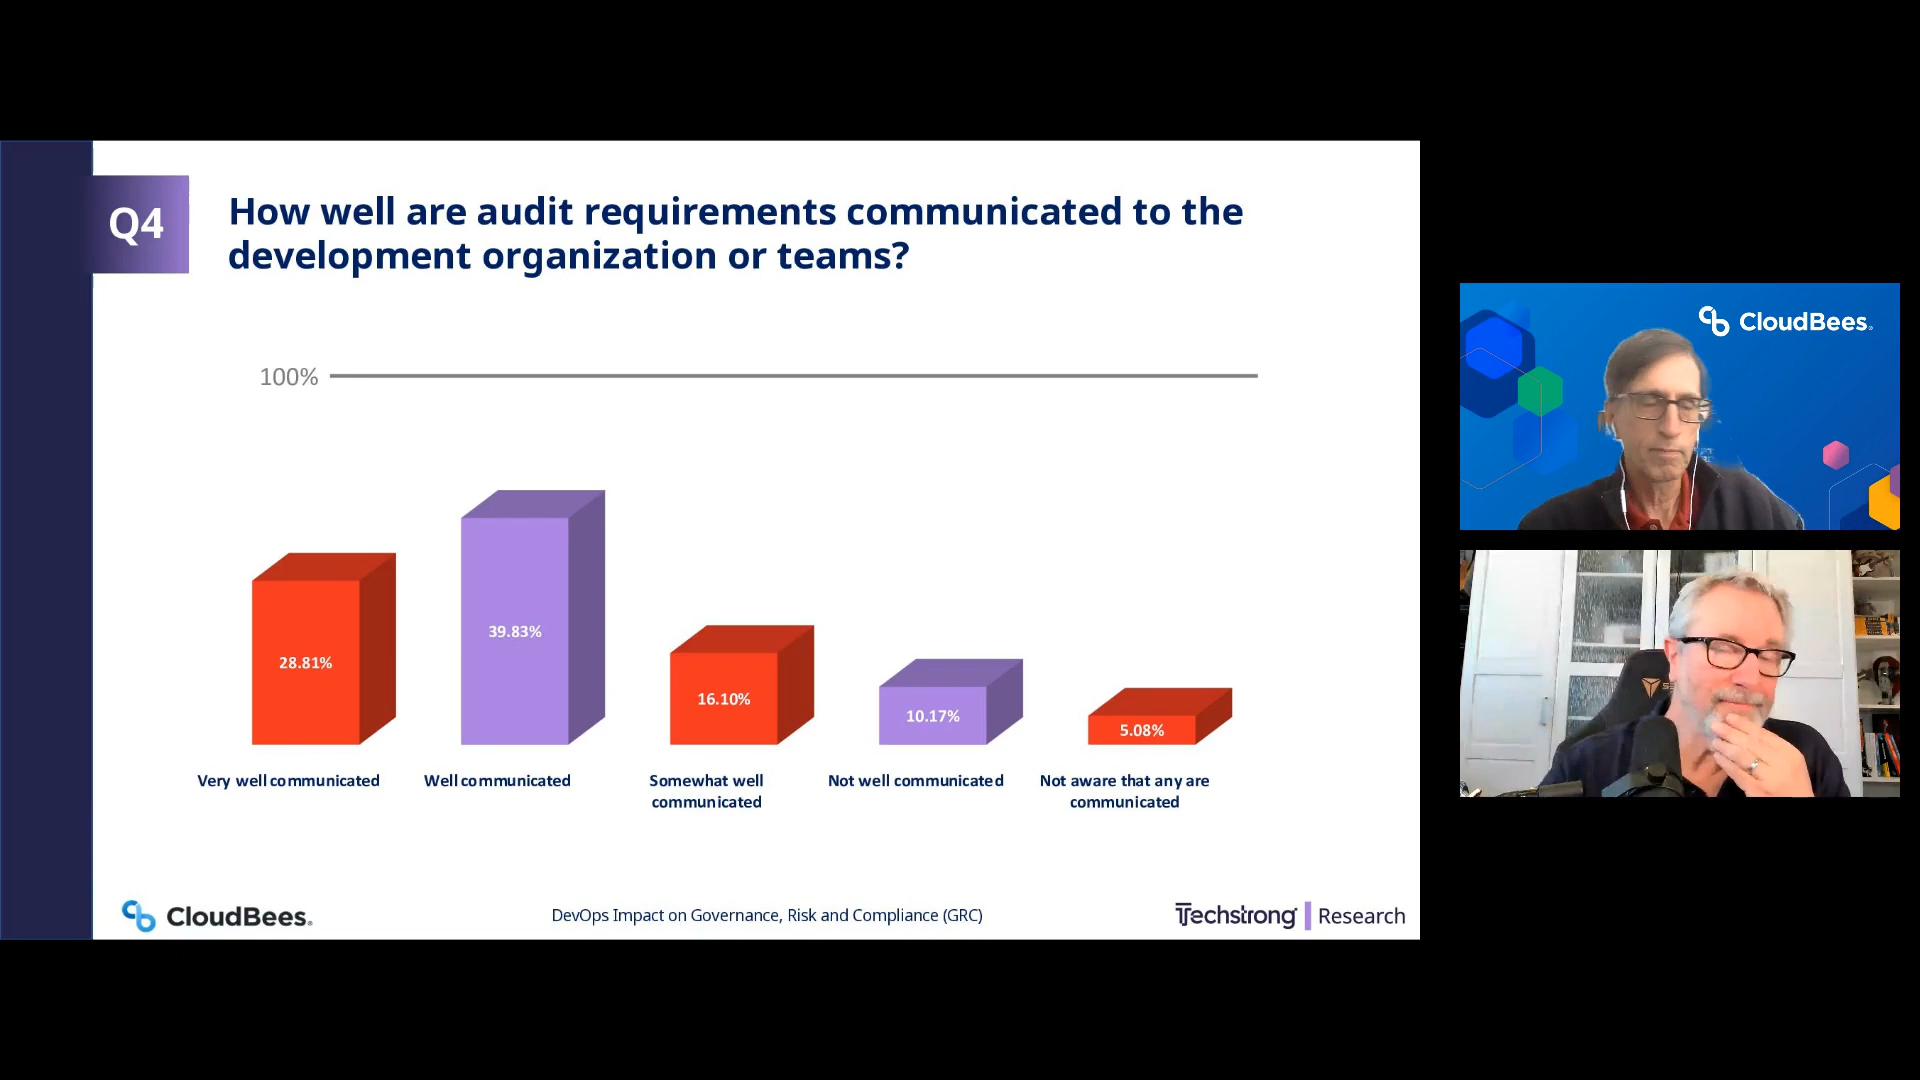 Q4
How well are audit requirements communicated to the
development organization or teams?
100%
28.81%
39.83%
16.10%
10.17%
5.08%
Very well communicated
Well communicated
Somewhat well
communicated
Not well communicated
Not aware that any are
communicated
CloudBees®
DevOps Impact on Governance, Risk and Compliance (GRC)
Techstrong | Research
CloudBees®